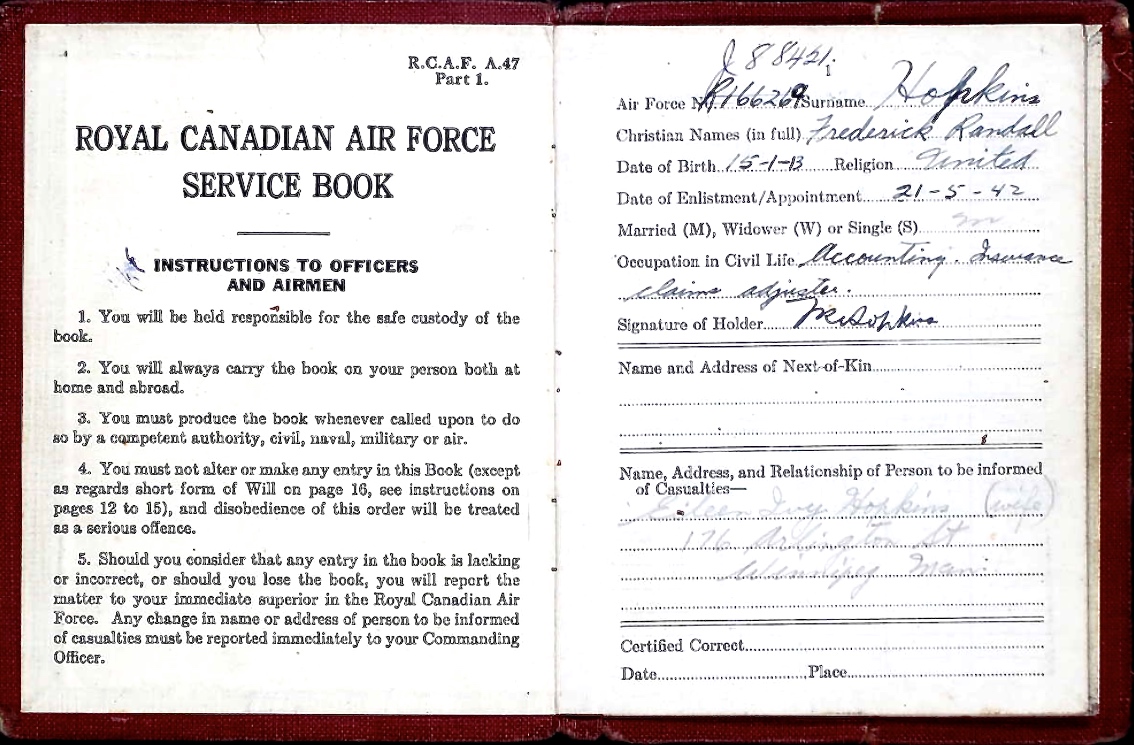 R.C.A.F. A.47
Part 1.
ROYAL CANADIAN AIR FORCE
SERVICE BOOK
INSTRUCTIONS TO OFFICERS
AND AIRMEN
1. You will be held responsible for the safe custody of the
book.
2. You will always carry the book on your person both at
home and abroad.
3. You must produce the book whenever called upon to do
so by a competent authority, civil, naval, military or air.
4. You must not alter or make any entry in this Book (except
as regards short form of Will on page 16, see instructions on
pages 12 to 15), and disobedience of this order will be treated
as a serious offence.
5. Should you consider that any entry in the book is lacking
or incorrect, or should you lose the book, you will report the
matter to your immediate superior in the Royal Canadian Air
Force. Any change in name or address of person to be informed
of casualties must be reported immediately to your Commanding
Officer.
J 88421
Air Force No. R166269 Surname Hopkins
Christian Names (in full) Frederick Randall
Date of Birth 15-1-13 Religion United
Date of Enlistment/Appointment 21-5-42
Married (M), Widower (W) or Single (S) m
Occupation in Civil Life Accounting. Insurance
claims adjuster.
Signature of Holder Hopkins
Name and Address of Next-of-Kin
Name, Address, and Relationship of Person to be informed
of Casualties—
Eileen Ivy Hopkins (wife)
176 Arlington St
Winnipeg Man.
Certified Correct
Date Place